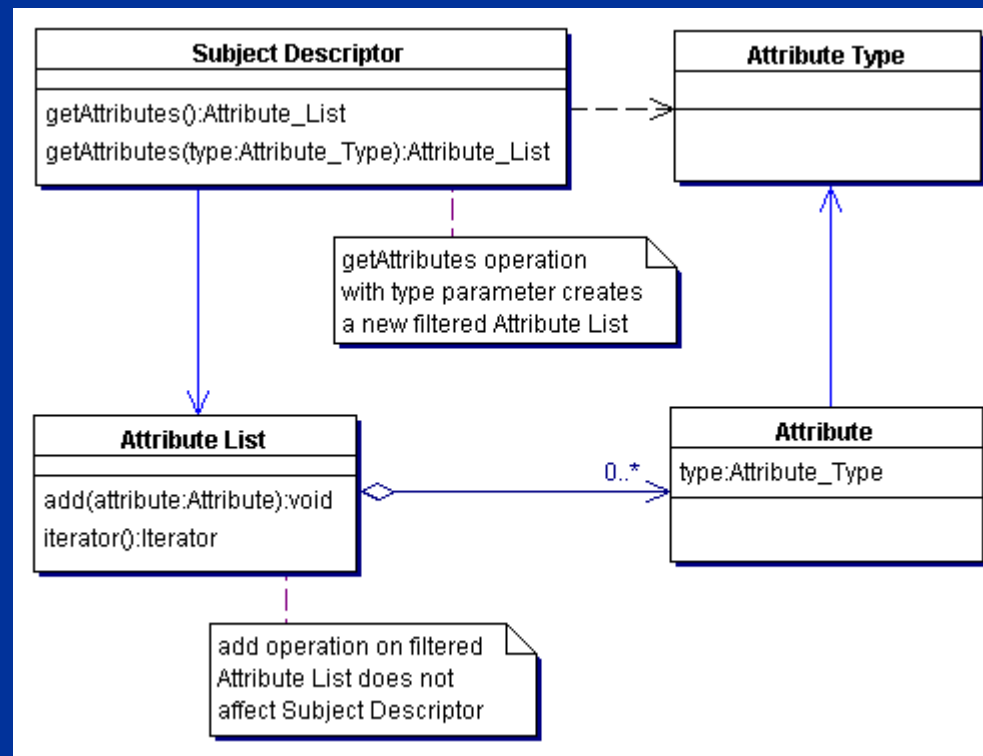 Subject Descriptor
getAttributes():Attribute_List
getAttributes(type:Attribute_Type):Attribute_List
Attribute Type
getAttributes operation
with type parameter creates
a new filtered Attribute List
Attribute List
add(attribute:Attribute):void
iterator():Iterator
0..*
Attribute
type:Attribute_Type
add operation on filtered
Attribute List does not
affect Subject Descriptor